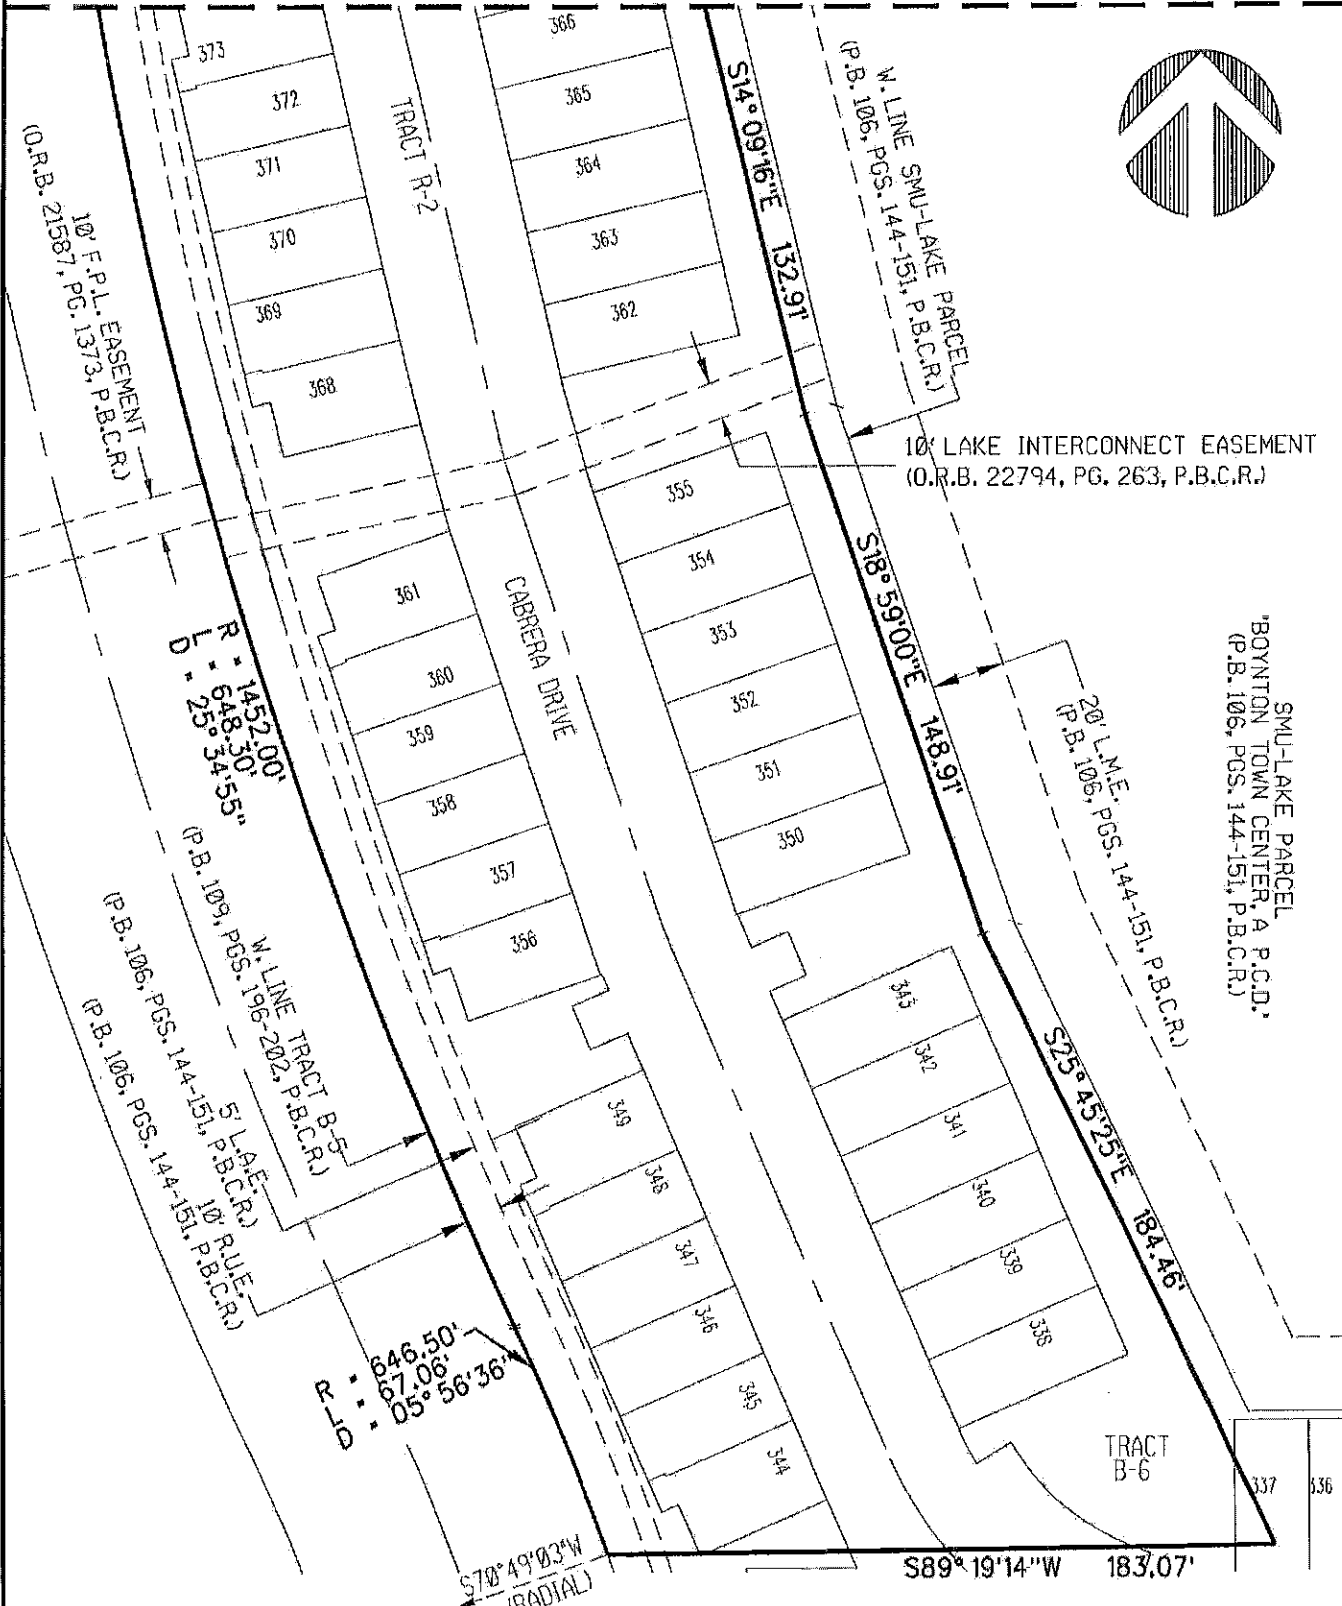 373
372
371
370
369
368
TRACT R-2
366
365
364
363
362
S14°09'16"E 132.91'
W. LINE SMU-LAKE PARCEL
(P.B. 106, PGS. 144-151, P.B.C.R.)
10' F.P.L. EASEMENT
(O.R.B. 21587, PG. 1373, P.B.C.R.)
10' LAKE INTERCONNECT EASEMENT
(O.R.B. 22794, PG. 263, P.B.C.R.)
355
354
353
352
351
350
361
360
359
358
357
356
CABRERA DRIVE
S18°59'00"E 148.91'
20' L.M.E.
(P.B. 106, PGS. 144-151, P.B.C.R.)
SMU-LAKE PARCEL
"BOYNTON TOWN CENTER, A P.C.D."
(P.B. 106, PGS. 144-151, P.B.C.R.)
R = 1452.00'
L = 648.30'
D = 25°34'55"
W. LINE TRACT B-5
(P.B. 109, PGS. 196-202, P.B.C.R.)
5' L.A.E.
(P.B. 106, PGS. 144-151, P.B.C.R.)
10' R.U.E.
(P.B. 106, PGS. 144-151, P.B.C.R.)
343
342
341
340
339
338
S25°45'25"E 184.46'
349
348
347
346
345
344
R = 646.50'
L = 67.06'
D = 05°56'36"
TRACT
B-6
337
336
S70°49'03"W
(RADIAL)
S89°19'14"W 183.07'